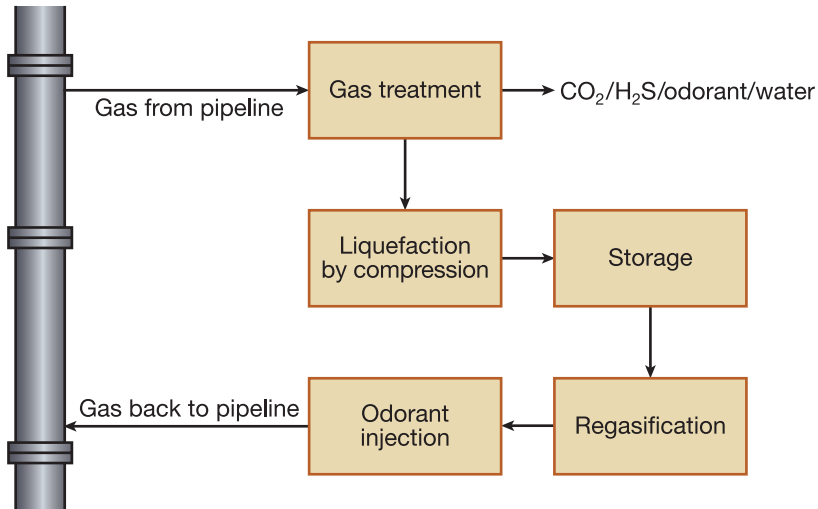 Gas treatment
CO₂/H₂S/odorant/water
Gas from pipeline
Liquefaction
by compression
Storage
Gas back to pipeline
Odorant
injection
Regasification